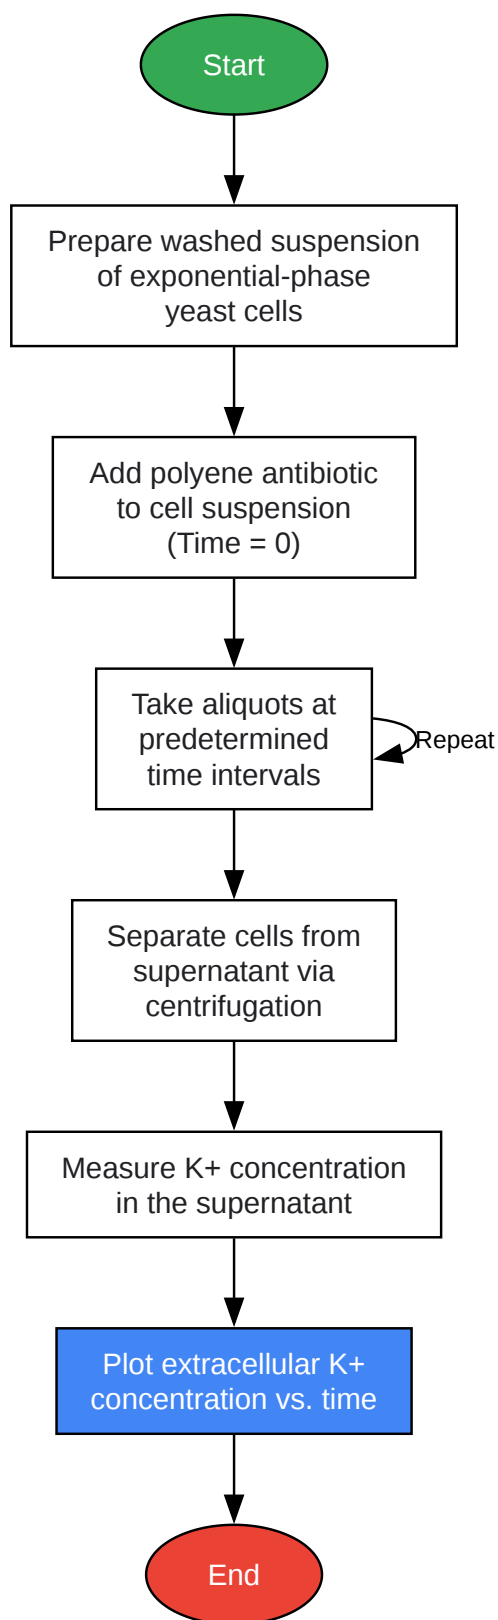 Start
Prepare washed suspension
of exponential-phase
yeast cells
Add polyene antibiotic
to cell suspension
(Time = 0)
Take aliquots at
predetermined
time intervals
Repeat
Separate cells from
supernatant via
centrifugation
Measure K+ concentration
in the supernatant
Plot extracellular K+
concentration vs. time
End